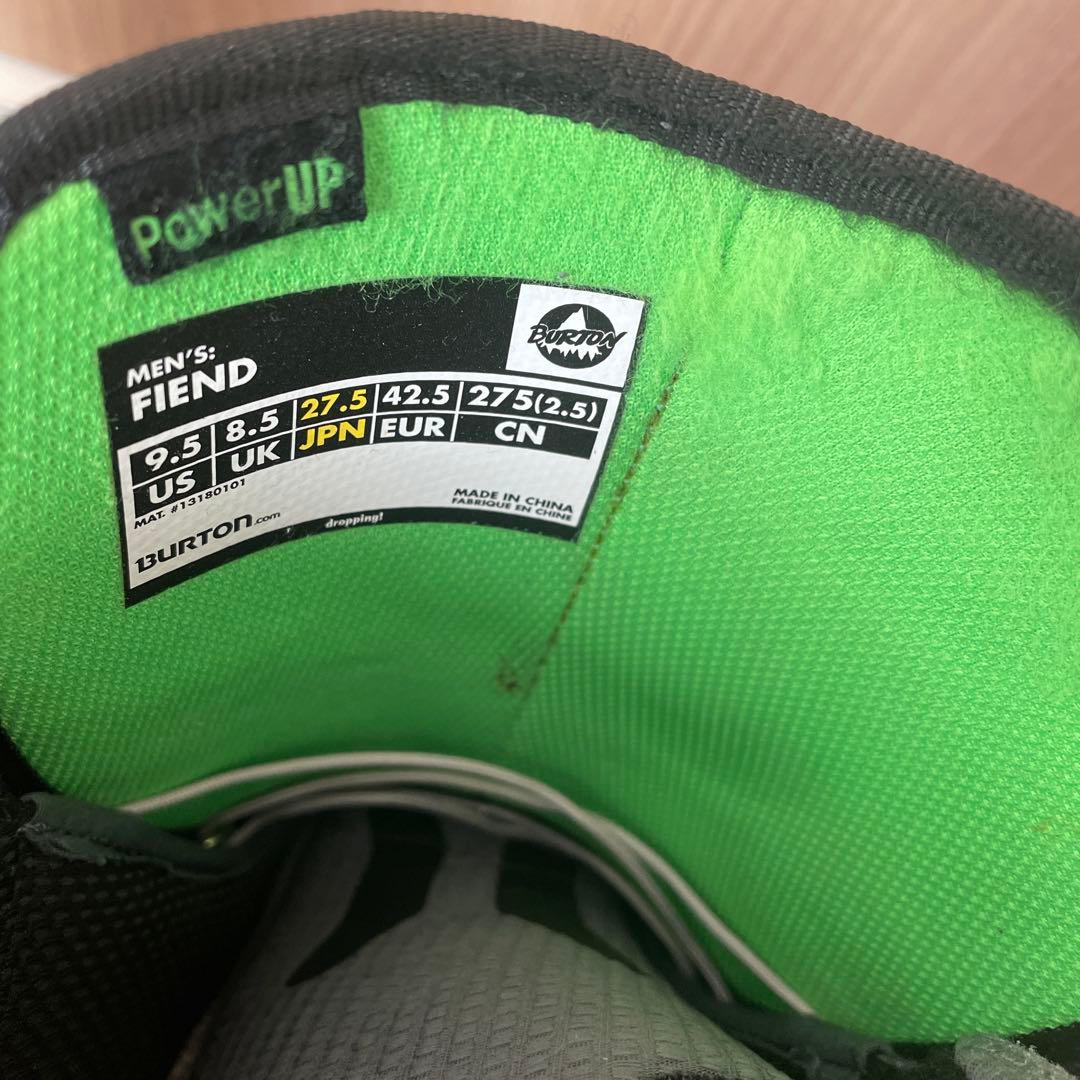 PowerUP
BURTON
MEN'S:
FIEND
9.5 8.5 27.5 42.5 275(2.5)
US UK JPN EUR CN
MAT. #13180101
MADE IN CHINA
FABRIQUE EN CHINE
BURTON.com
dropping!